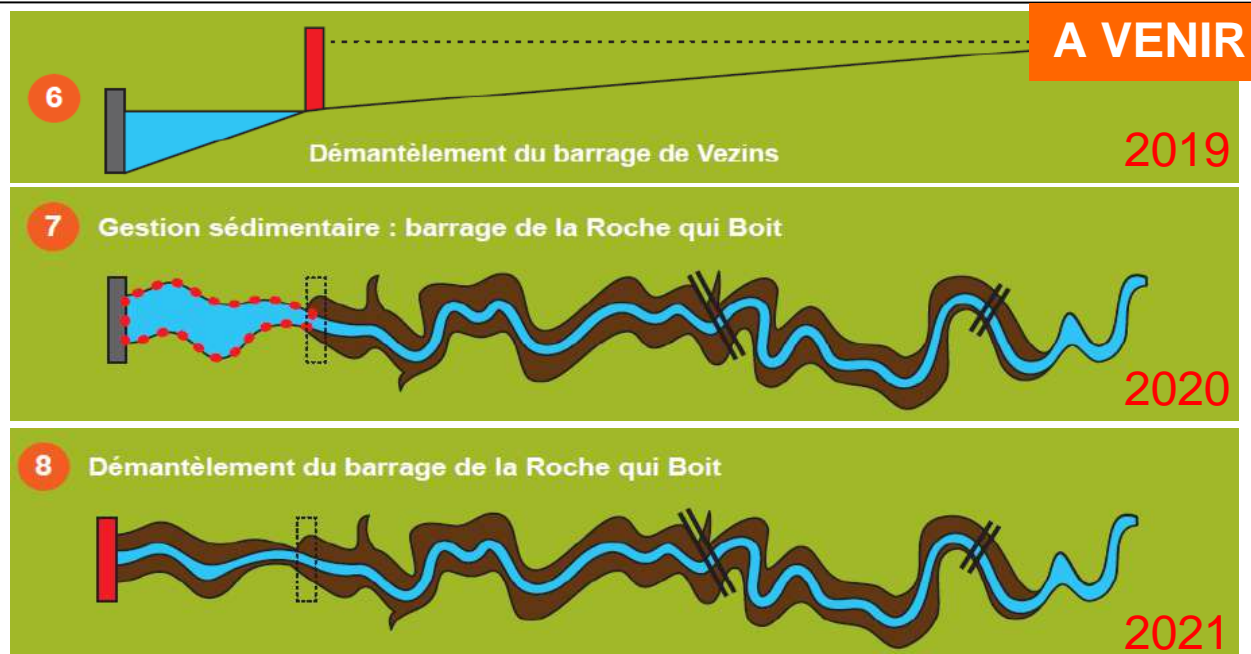 A VENIR
6
Démantèlement du barrage de Vezins
2019
7 Gestion sédimentaire : barrage de la Roche qui Boit
2020
8 Démantèlement du barrage de la Roche qui Boit
2021